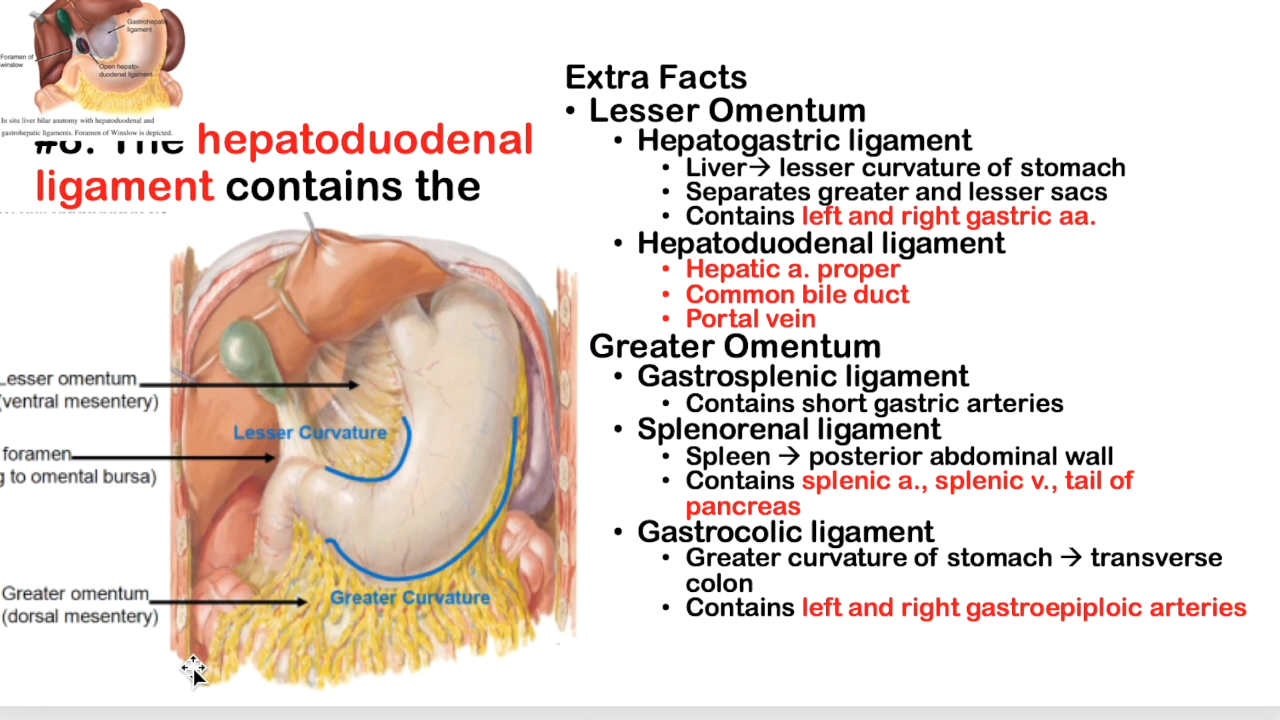 Gastrohepatic
ligament
Foramen of
winslow
Open hepato-
duodenal ligament
In situ liver hilar anatomy with hepatoduodenal and
gastrohepatic ligaments. Foramen of Winslow is depicted.
The hepatoduodenal
ligament contains the
Lesser omentum
(ventral mesentery)
foramen
to omental bursa)
Greater omentum
(dorsal mesentery)
Lesser Curvature
Greater Curvature
Extra Facts
• Lesser Omentum
• Hepatogastric ligament
• Liver→ lesser curvature of stomach
• Separates greater and lesser sacs
• Contains left and right gastric aa.
• Hepatoduodenal ligament
• Hepatic a. proper
• Common bile duct
• Portal vein
Greater Omentum
• Gastrosplenic ligament
• Contains short gastric arteries
• Splenorenal ligament
• Spleen → posterior abdominal wall
• Contains splenic a., splenic v., tail of
pancreas
• Gastrocolic ligament
• Greater curvature of stomach → transverse
colon
• Contains left and right gastroepiploic arteries